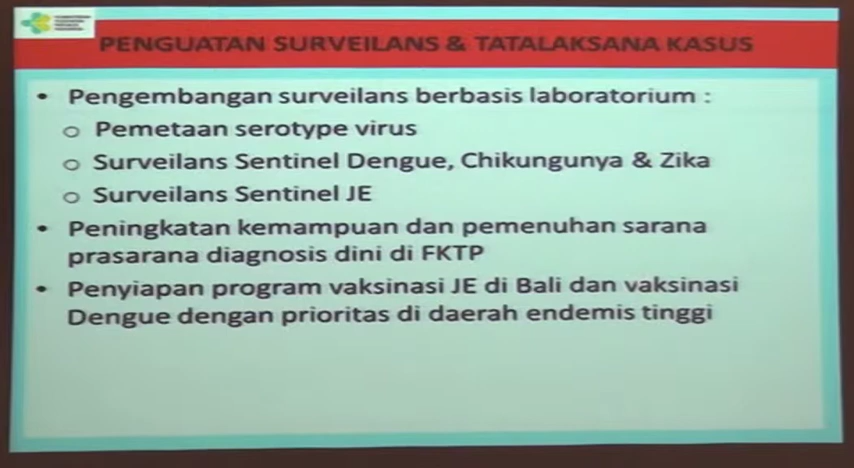 PENGUATAN SURVEILANS & TATALAKSANA KASUS
• Pengembangan surveilans berbasis laboratorium :
o Pemetaan serotype virus
o Surveilans Sentinel Dengue, Chikungunya & Zika
o Surveilans Sentinel JE
• Peningkatan kemampuan dan pemenuhan sarana
prasarana diagnosis dini di FKTP
• Penyiapan program vaksinasi JE di Bali dan vaksinasi
Dengue dengan prioritas di daerah endemis tinggi